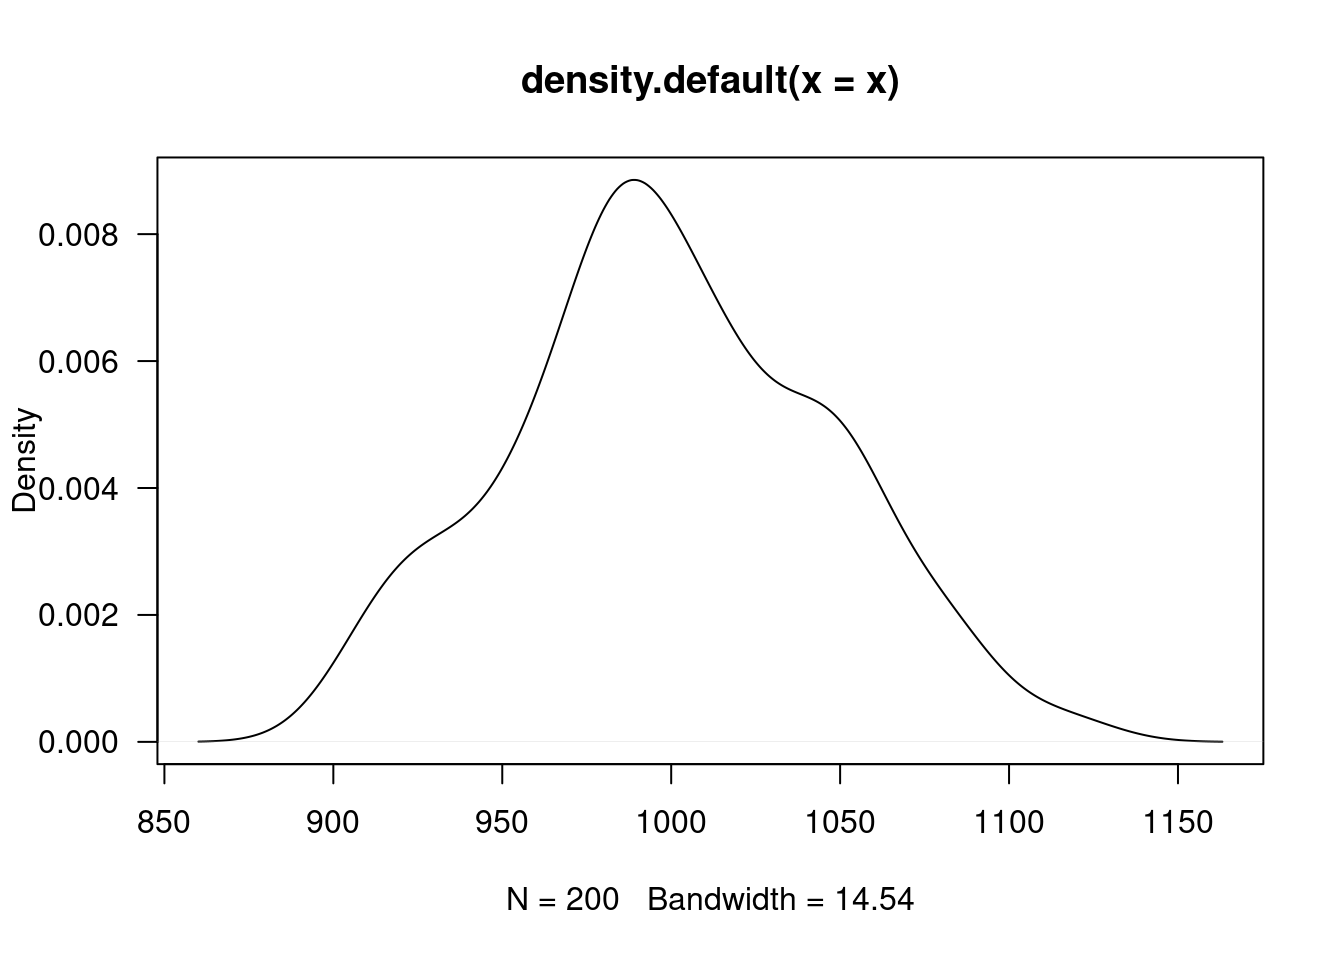 density.default(x = x)
Density
0.008
0.006
0.004
0.002
0.000
850 900 950 1000 1050 1100 1150
N = 200   Bandwidth = 14.54